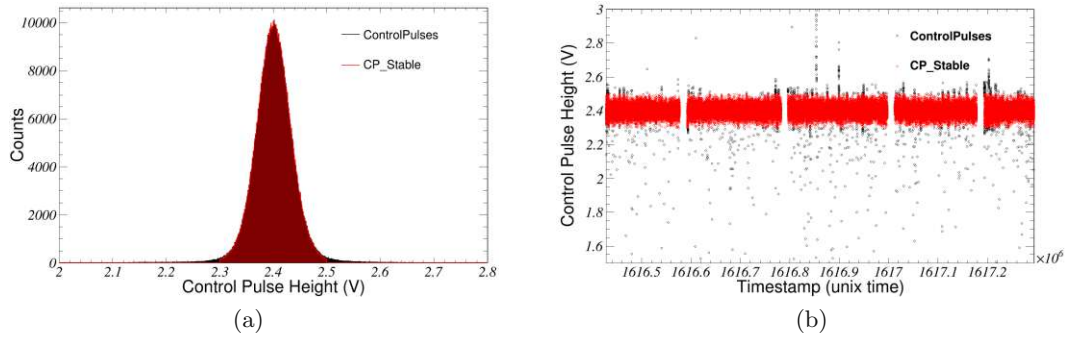 10000
8000
6000
4000
2000
0
Counts
ControlPulses
CP_Stable
2 2.1 2.2 2.3 2.4 2.5 2.6 2.7 2.8
Control Pulse Height (V)
(a)
3
2.8
2.6
2.4
2.2
2
1.8
1.6
Control Pulse Height (V)
ControlPulses
CP_Stable
1616.5 1616.6 1616.7 1616.8 1616.9 1617 1617.1 1617.2
×10⁶
Timestamp (unix time)
(b)